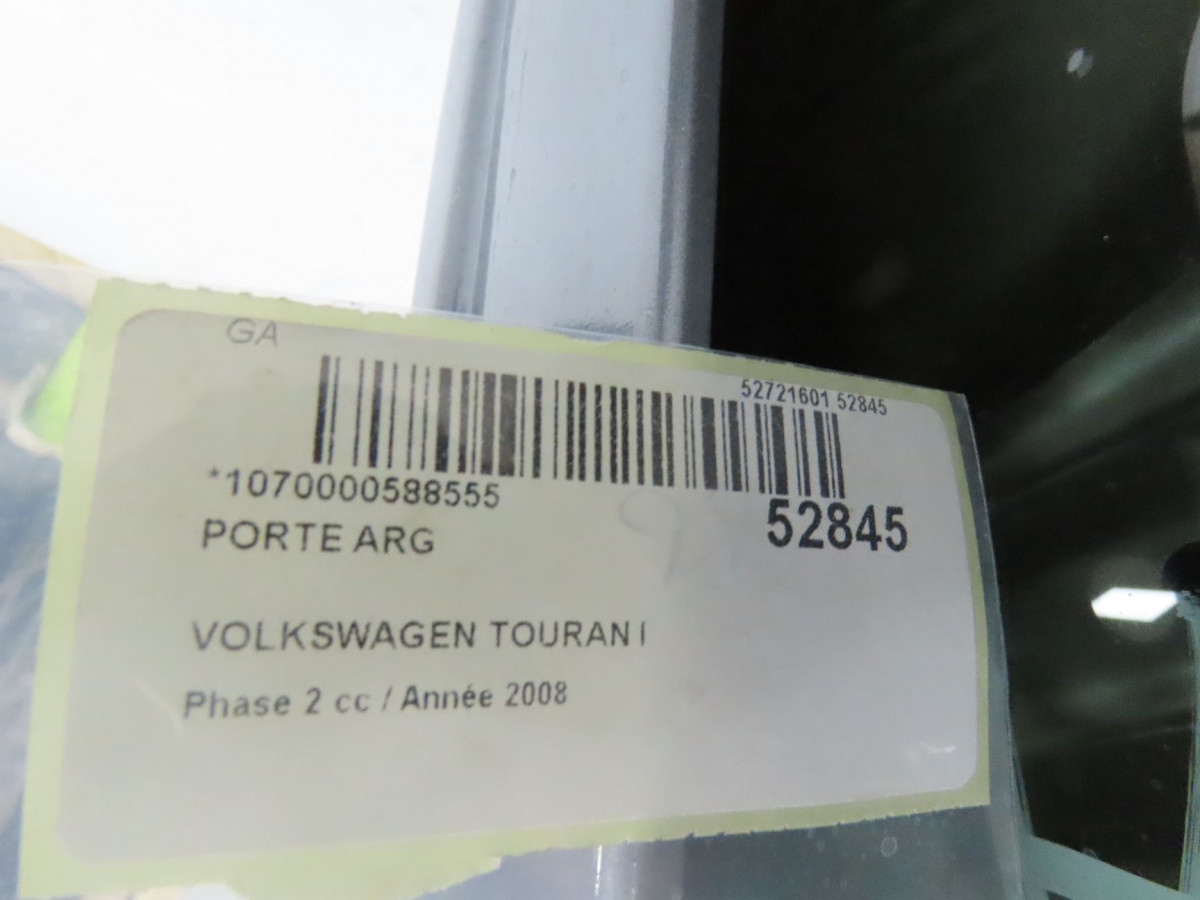 GA
52721601 52845
*1070000588555
52845
PORTE ARG
VOLKSWAGEN TOURAN I
Phase 2 cc / Année 2008